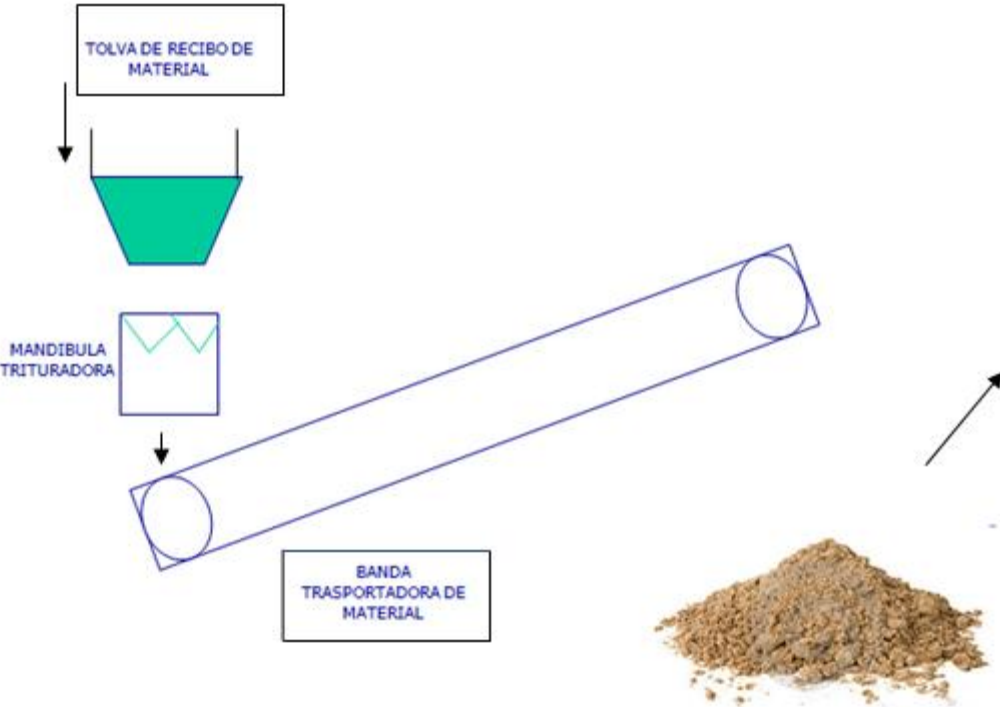 TOLVA DE RECIBO DE
MATERIAL
MANDIBULA
TRITURADORA
BANDA
TRASPORTADORA DE
MATERIAL